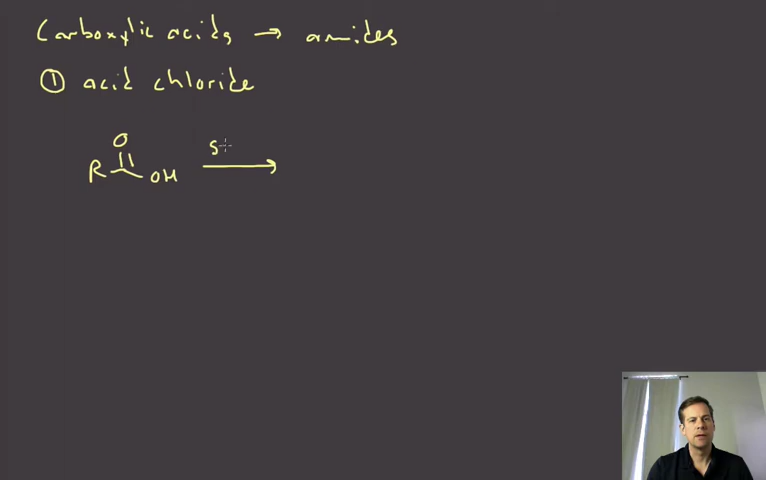 Carboxylic acids → amides
① acid chloride
O
R OH S